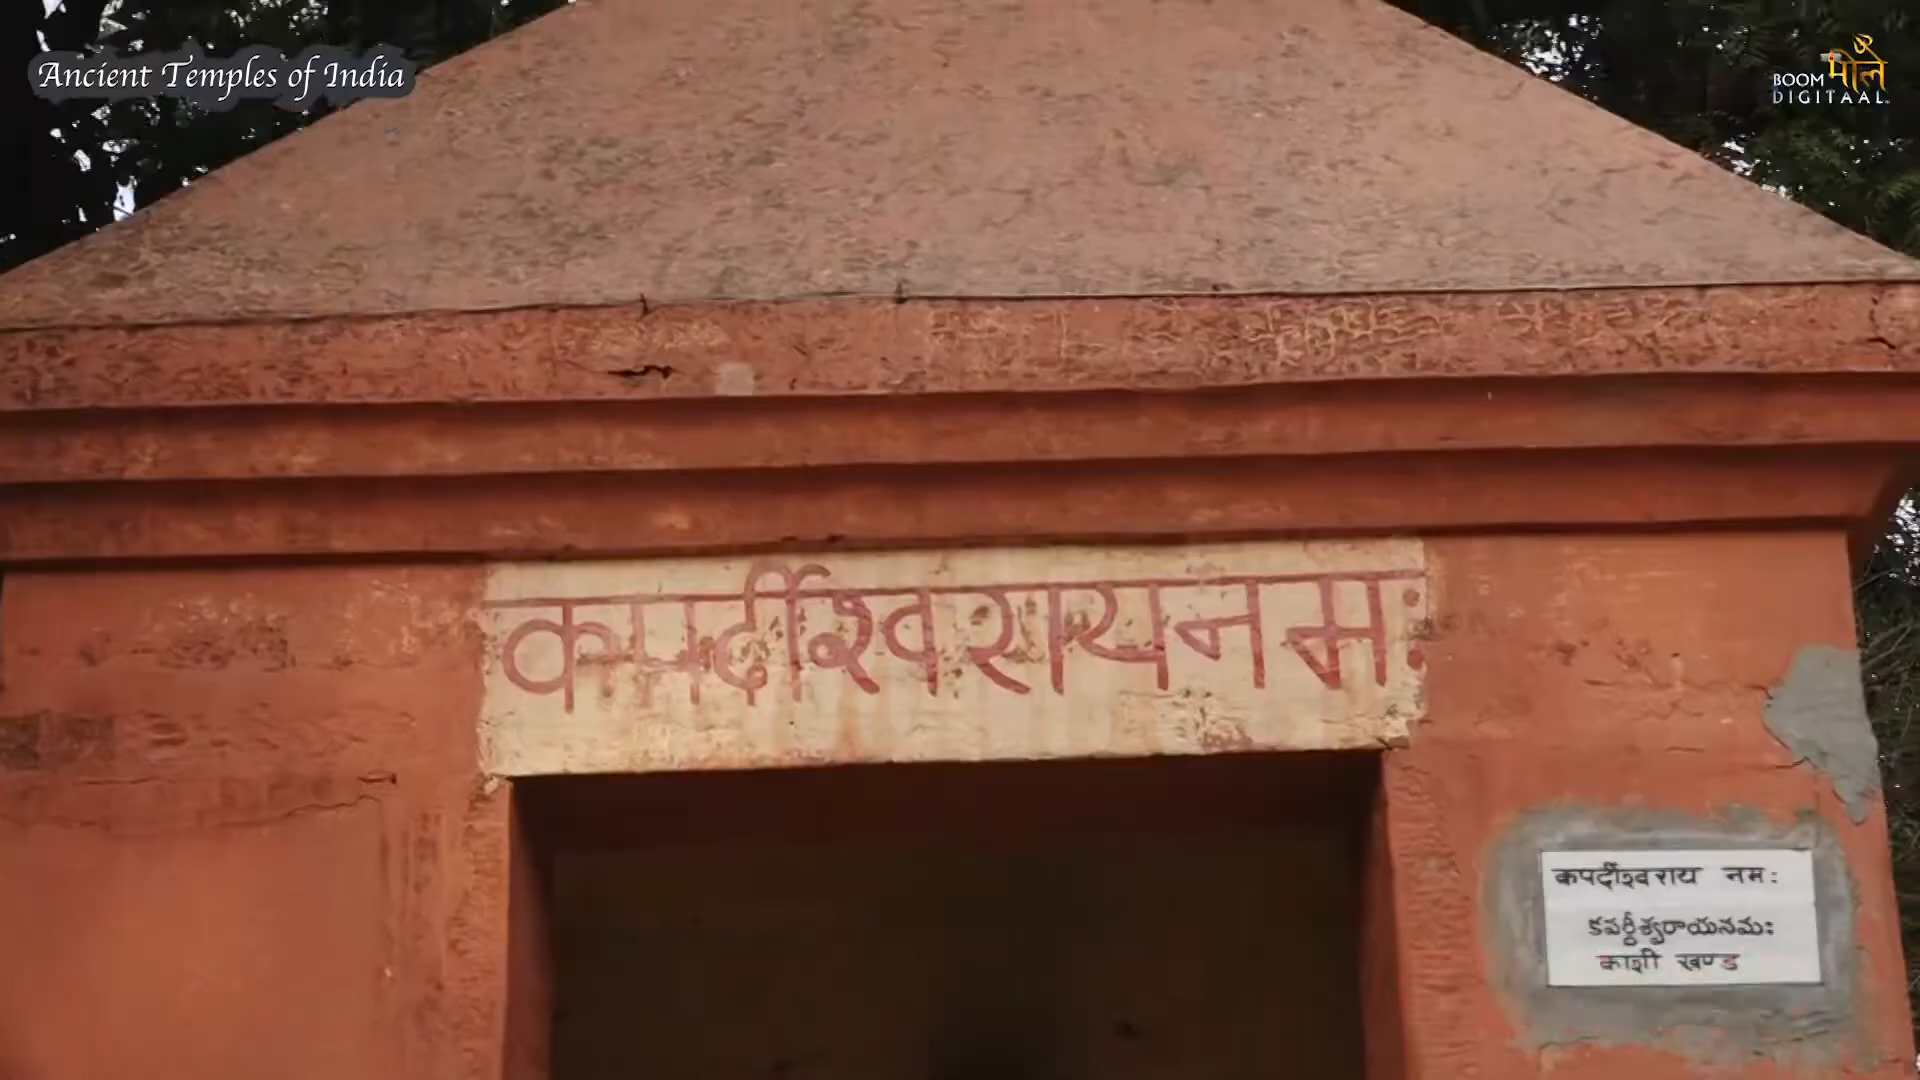 Ancient Temples of India
BOOM भोले
DIGITAAL
कपर्दीश्वरायनमः
कपर्दीश्वराय नमः
కపర్ధీశ్వరాయనమః
काशी खण्ड